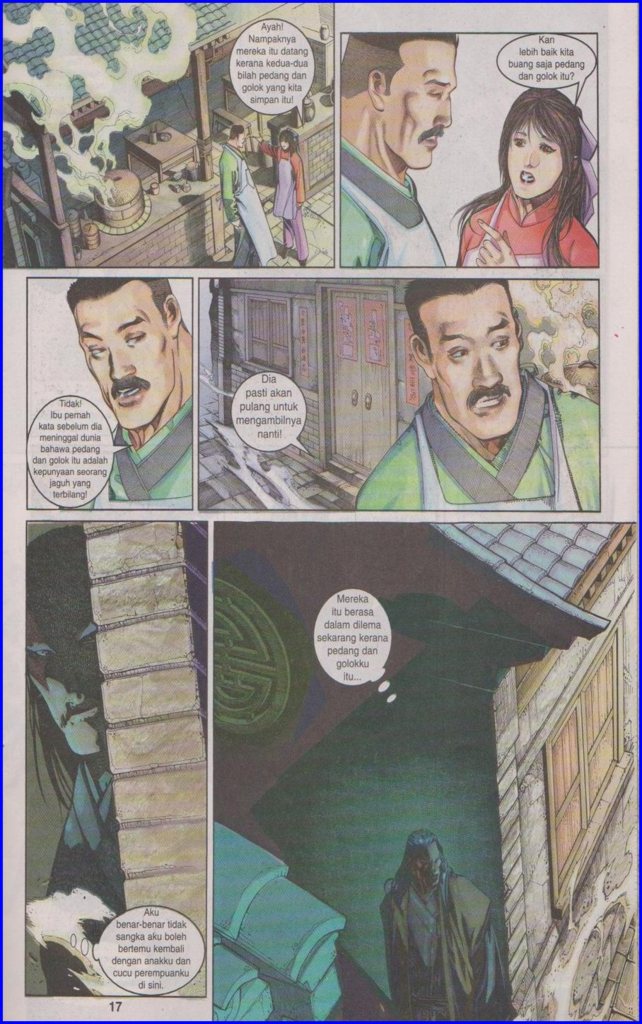 Ayah!
Nampaknya
mereka itu datang
kerana kedua-dua
bilah pedang dan
golok yang kita
simpan itu!
Kan
lebih baik kita
buang saja pedang
dan golok itu?
Tidak!
Ibu pernah
kata sebelum dia
meninggal dunia
bahawa pedang
dan golok itu adalah
kepunyaan seorang
jaguh yang
terbilang!
Dia
pasti akan
pulang untuk
mengambilnya
nanti!
Aku
benar-benar tidak
sangka aku boleh
bertemu kembali
dengan anakku dan
cucu perempuanku
di sini.
Mereka
itu berasa
dalam dilema
sekarang kerana
pedang dan
golokku
itu...
17